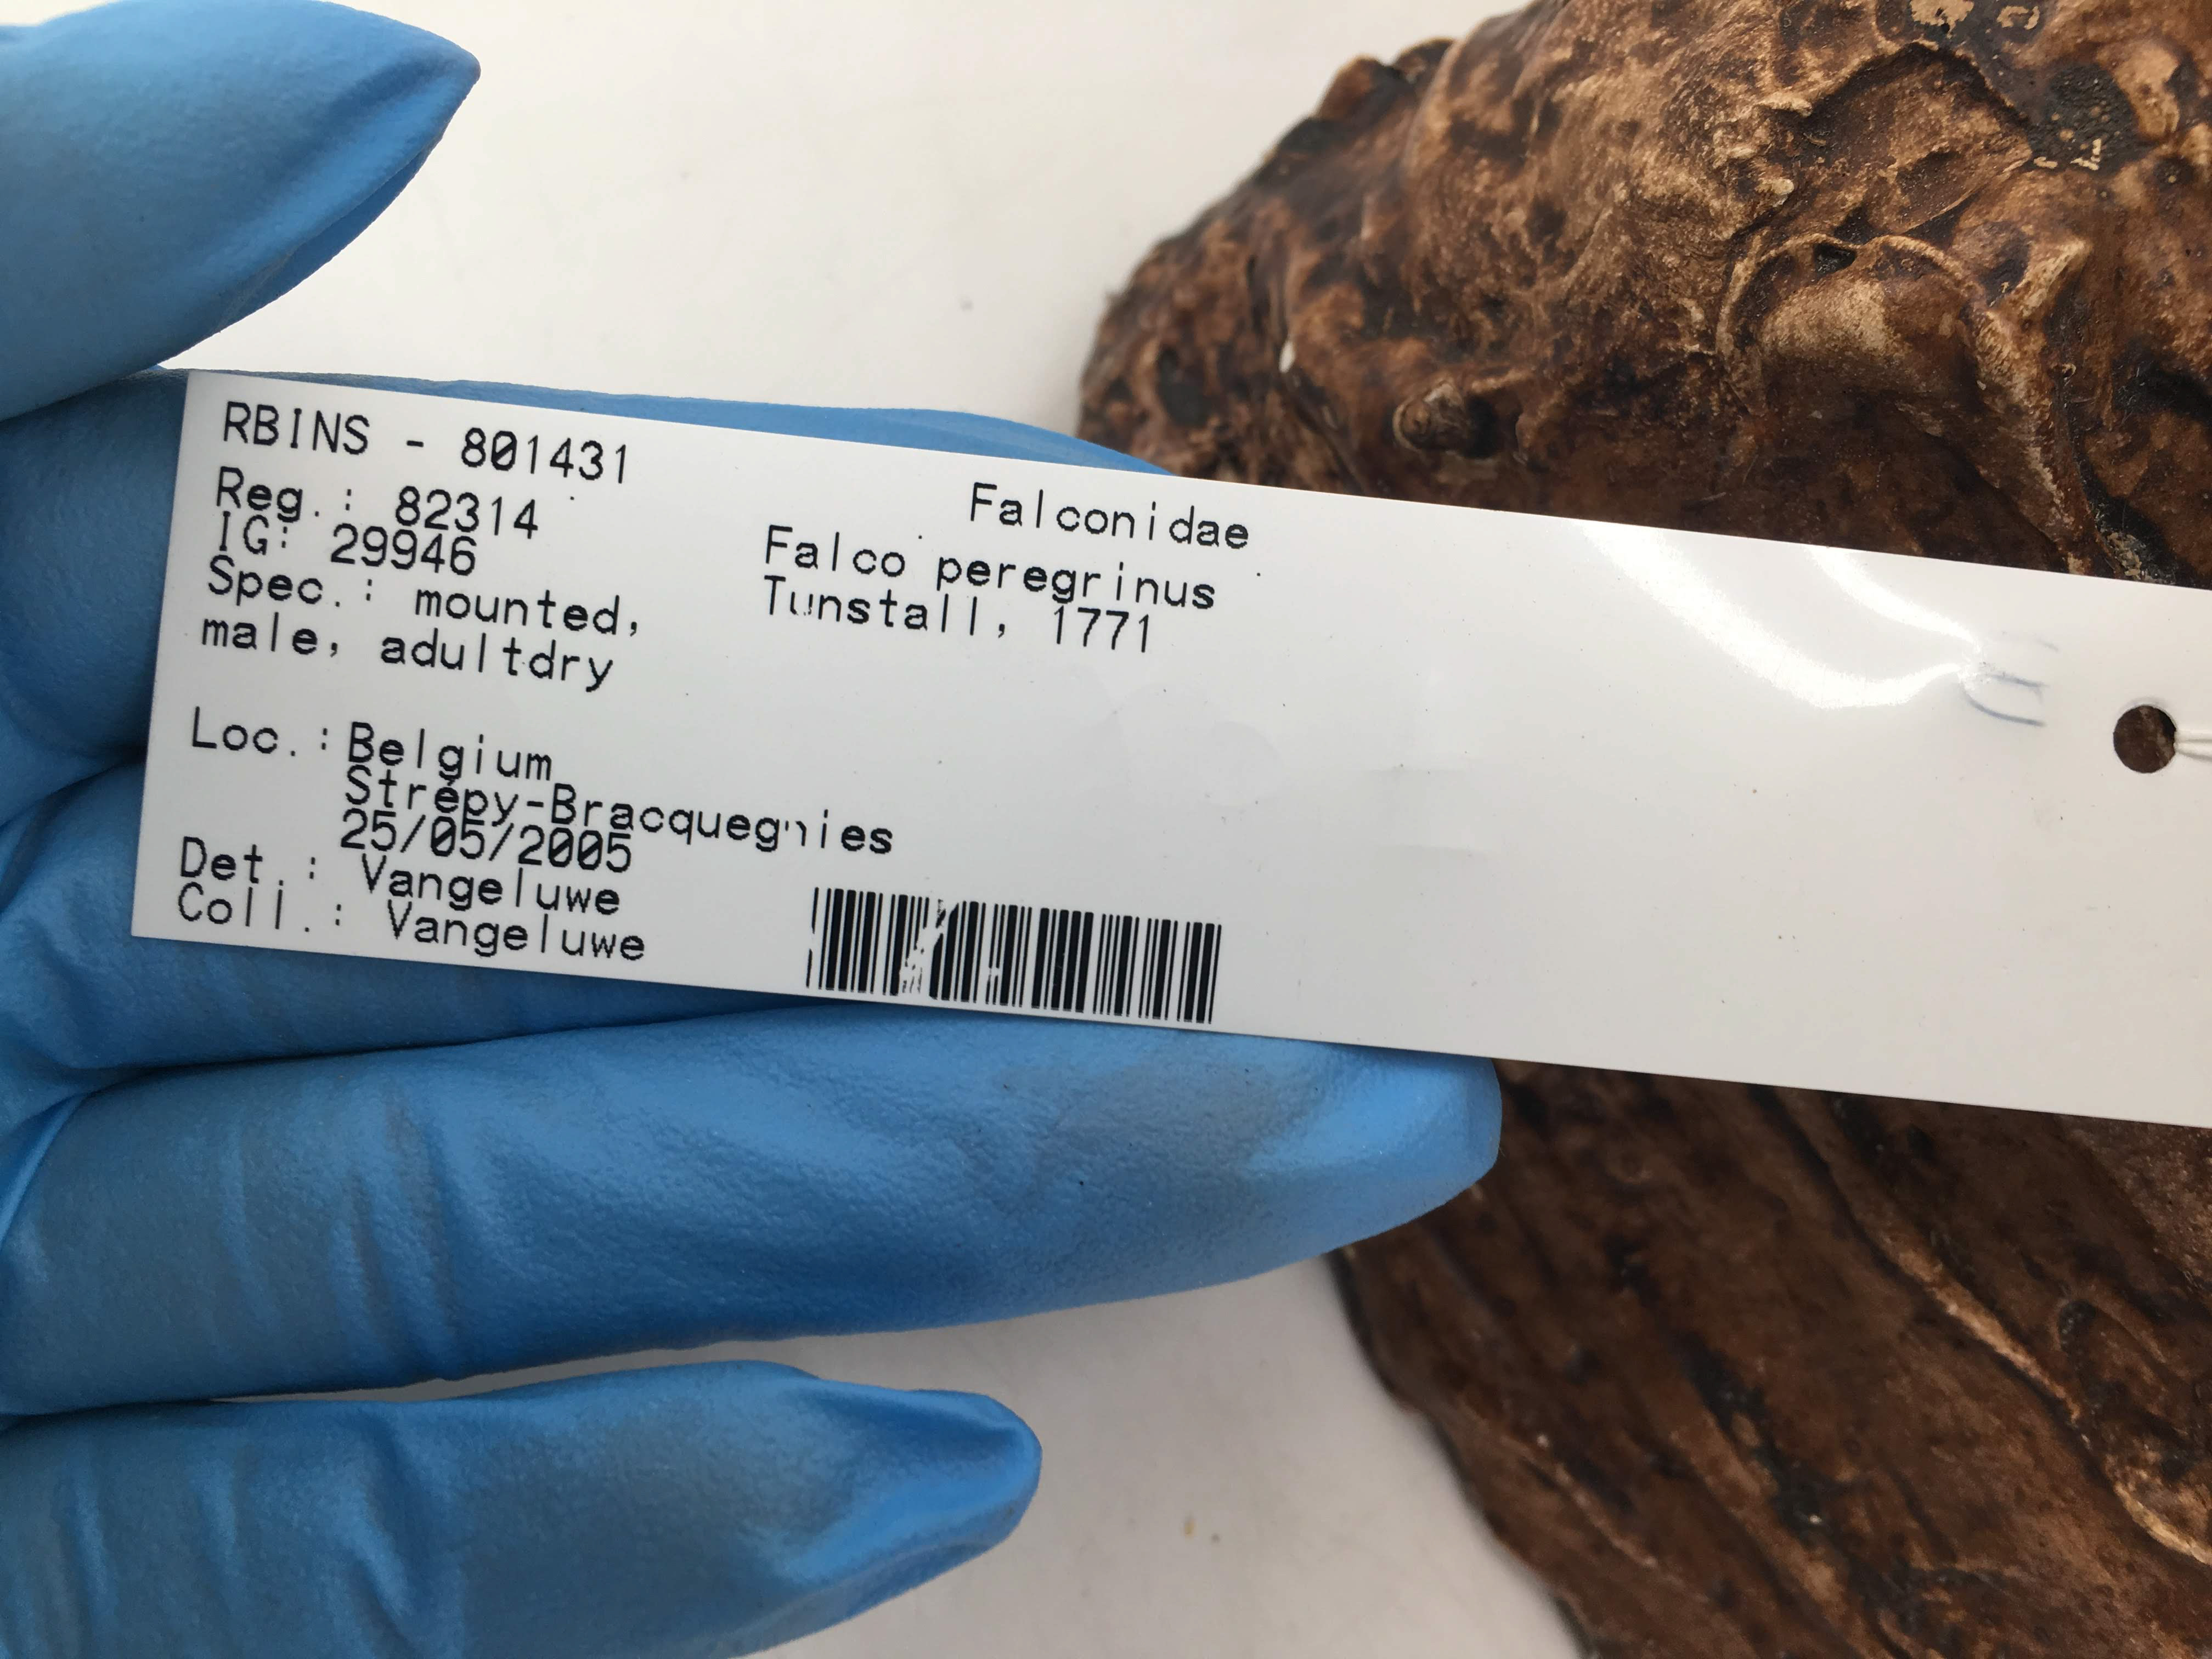 RBINS - 801431
Reg.: 82314
IG: 29946
Spec.: mounted,
male, adultdry
Falconidae
Falco peregrinus
Tunstall, 1771
Loc.: Belgium
Strépy-Bracquegnies
25/05/2005
Det.: Vangeluwe
Coll.: Vangeluwe